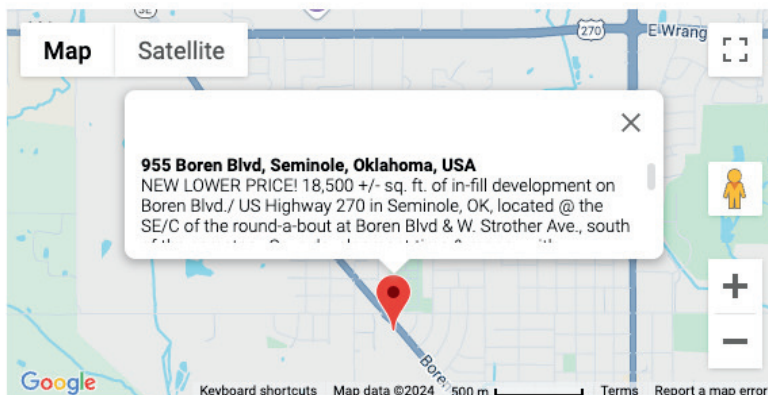 SE
270
E Wrang
Map
Satellite
955 Boren Blvd, Seminole, Oklahoma, USA
NEW LOWER PRICE! 18,500 +/- sq. ft. of in-fill development on
Boren Blvd./ US Highway 270 in Seminole, OK, located @ the
SE/C of the round-a-bout at Boren Blvd & W. Strother Ave., south
Boren
Google
Keyboard shortcuts
Map data ©2024
500 m
Terms
Report a map error